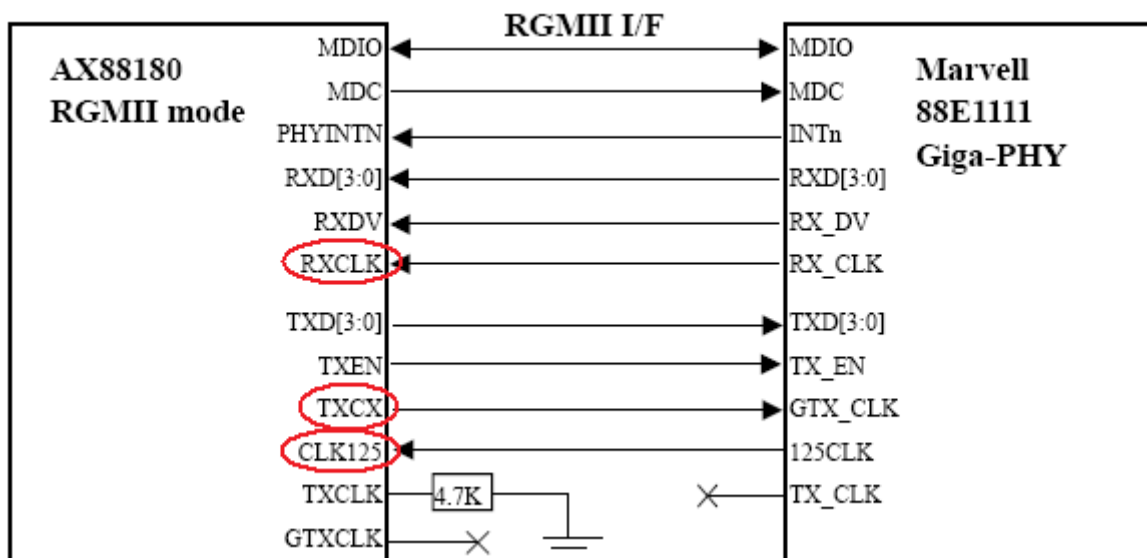 RGMII I/F
AX88180
RGMII mode
Marvell
88E1111
Giga-PHY
MDIO MDIO
MDC MDC
PHYINTN INTn
RXD[3:0] RXD[3:0]
RXDV RX_DV
RXCLK RX_CLK
TXD[3:0] TXD[3:0]
TXEN TX_EN
TXCX GTX_CLK
CLK125 125CLK
TXCLK 4.7K TX_CLK
GTXCLK